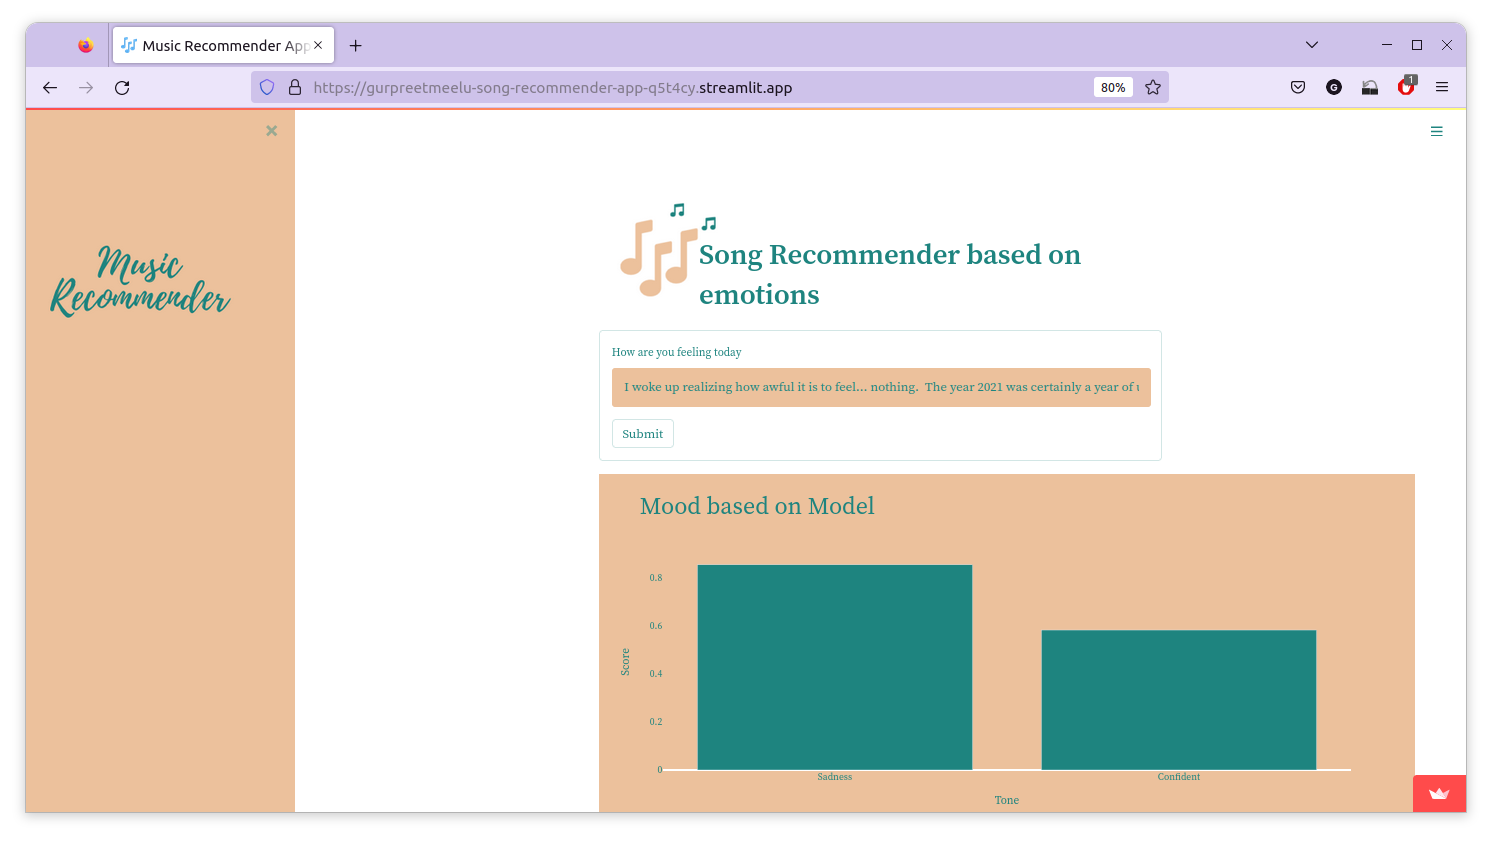 Music Recommender App
https://gurpreetmeelu-song-recommender-app-q5t4cy.streamlit.app
80%
G
1
Music
Recommender
Song Recommender based on
emotions
How are you feeling today
I woke up realizing how awful it is to feel... nothing. The year 2021 was certainly a year of
Submit
Mood based on Model
0.8
0.6
0.4
0.2
0
Score
Sadness
Confident
Tone